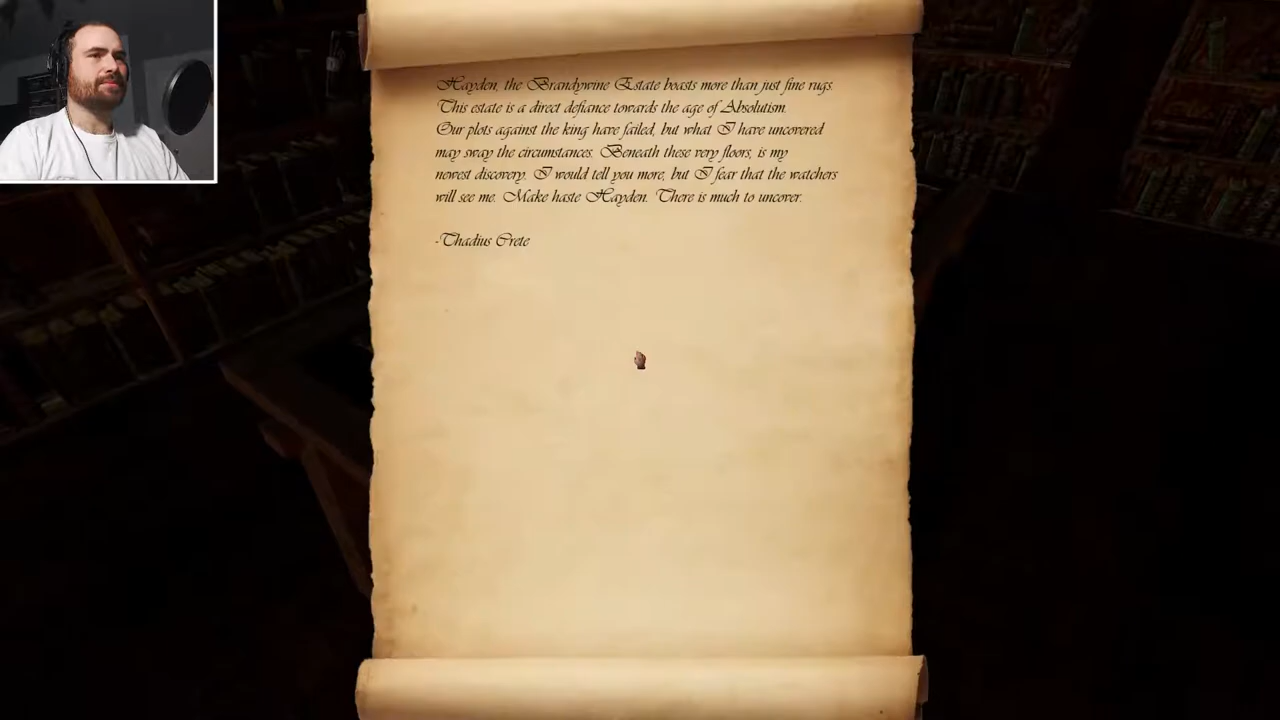 Hayden, the Brandywine Estate boasts more than just fine rugs.
This estate is a direct defiance towards the age of Absolutism.
Our plots against the king have failed, but what I have uncovered
may sway the circumstances. Beneath these very floors, is my
newest discovery. I would tell you more, but I fear that the watchers
will see me. Make haste Hayden. There is much to uncover.
-Thadius Crete